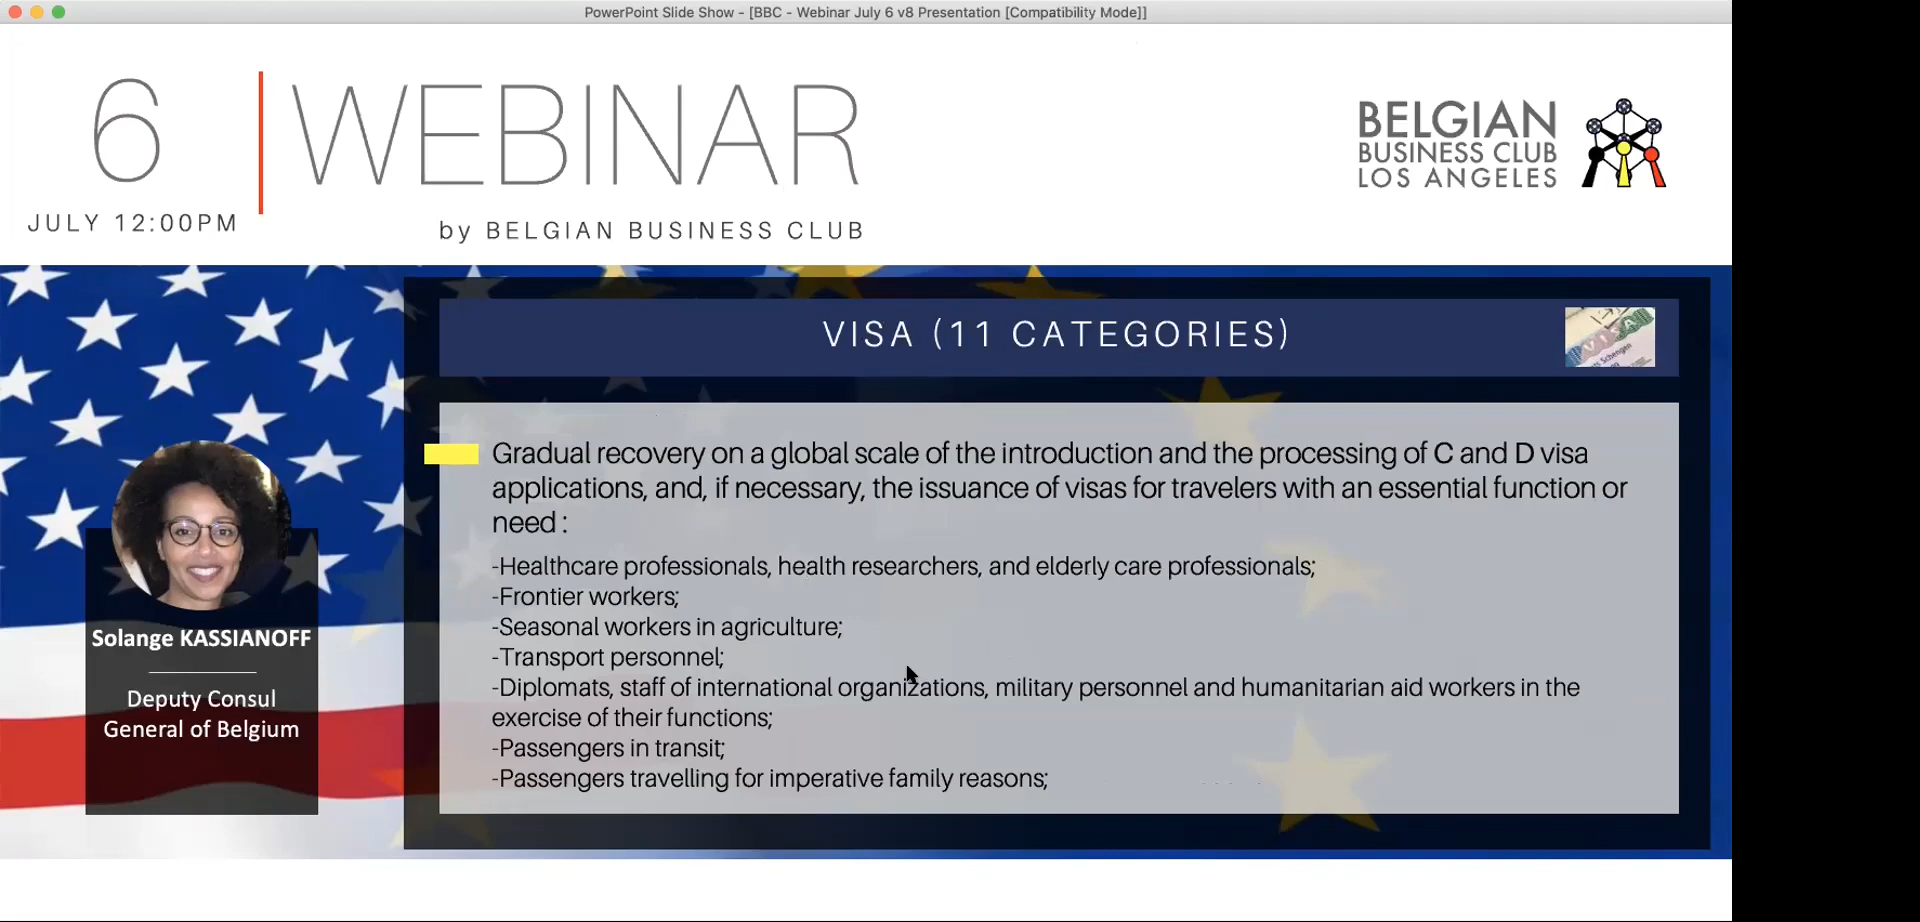 PowerPoint Slide Show - [BBC - Webinar July 6 v8 Presentation [Compatibility Mode]]
6
JULY 12:00PM
WEBINAR
by BELGIAN BUSINESS CLUB
BELGIAN
BUSINESS CLUB
LOS ANGELES
VISA (11 CATEGORIES)
VISA
Schengen
Gradual recovery on a global scale of the introduction and the processing of C and D visa
applications, and, if necessary, the issuance of visas for travelers with an essential function or
need :
-Healthcare professionals, health researchers, and elderly care professionals;
-Frontier workers;
-Seasonal workers in agriculture;
-Transport personnel;
-Diplomats, staff of international organizations, military personnel and humanitarian aid workers in the
exercise of their functions;
-Passengers in transit;
-Passengers travelling for imperative family reasons;
Solange KASSIANOFF
Deputy Consul
General of Belgium